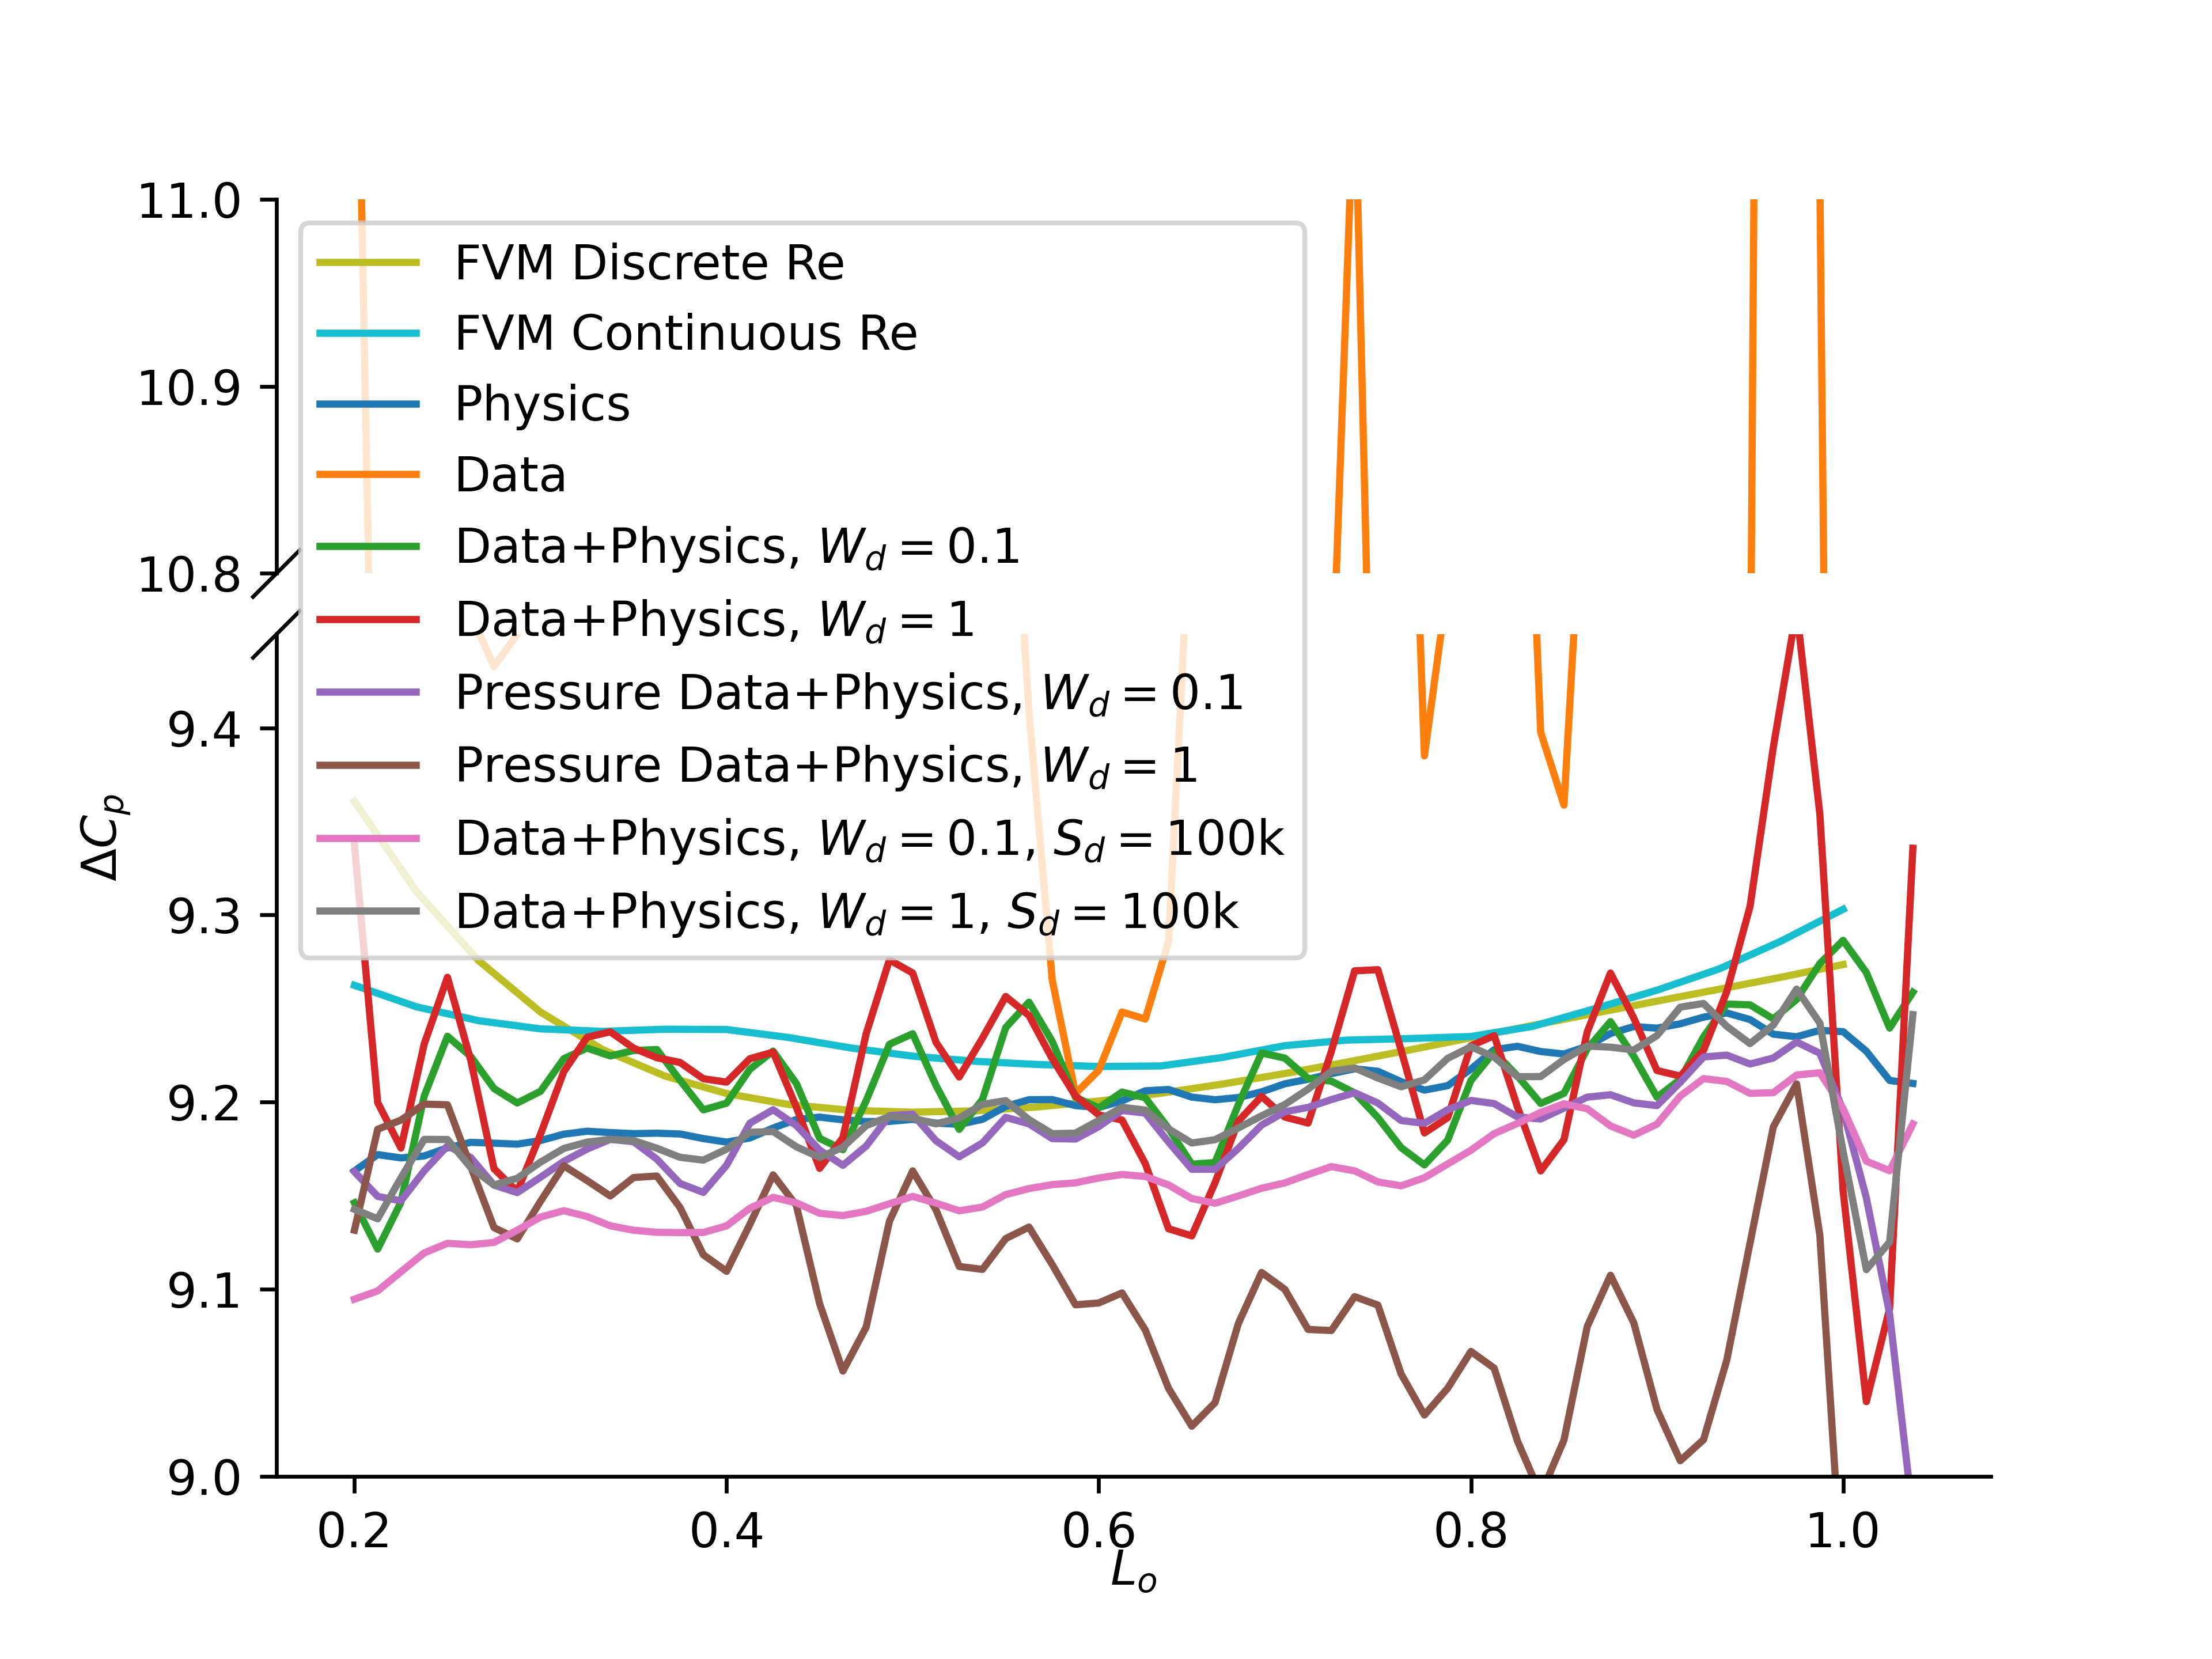 11.0
10.9
10.8
9.4
9.3
9.2
9.1
9.0
ΔC_p
FVM Discrete Re
FVM Continuous Re
Physics
Data
Data+Physics, W_d = 0.1
Data+Physics, W_d = 1
Pressure Data+Physics, W_d = 0.1
Pressure Data+Physics, W_d = 1
Data+Physics, W_d = 0.1, S_d = 100k
Data+Physics, W_d = 1, S_d = 100k
0.2 0.4 0.6 0.8 1.0
L_o